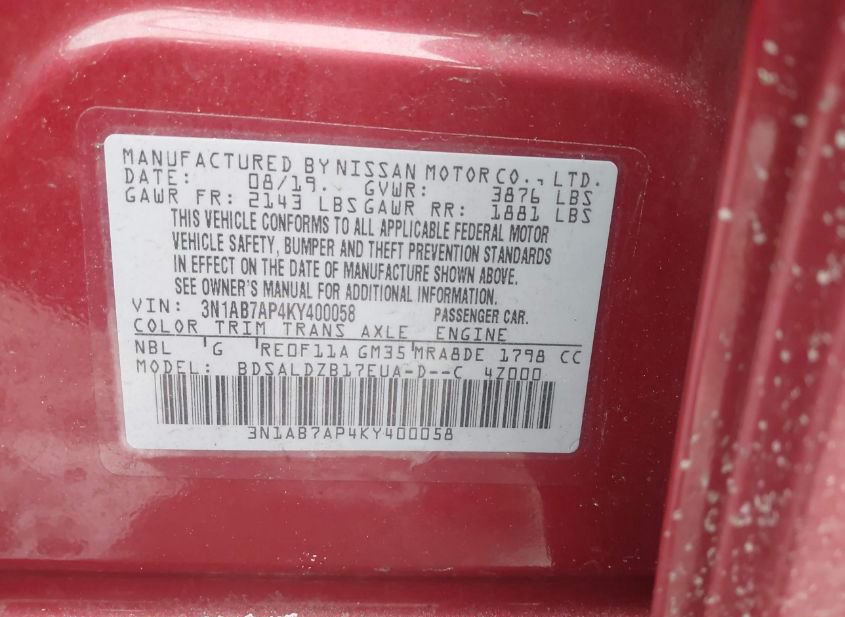 MANUFACTURED BY NISSAN MOTOR CO., LTD.
DATE: 08/19. GVWR: 3876 LBS
GAWR FR: 2143 LBS GAWR RR: 1881 LBS
THIS VEHICLE CONFORMS TO ALL APPLICABLE FEDERAL MOTOR
VEHICLE SAFETY, BUMPER AND THEFT PREVENTION STANDARDS
IN EFFECT ON THE DATE OF MANUFACTURE SHOWN ABOVE.
SEE OWNER'S MANUAL FOR ADDITIONAL INFORMATION.
VIN: 3N1AB7AP4KY400058 PASSENGER CAR.
COLOR TRIM TRANS AXLE ENGINE
NBL G RE0F11A GM35 MRA8DE 1798 CC
MODEL: BDSALDZB17EUA-D--C 4Z000
3N1AB7AP4KY400058